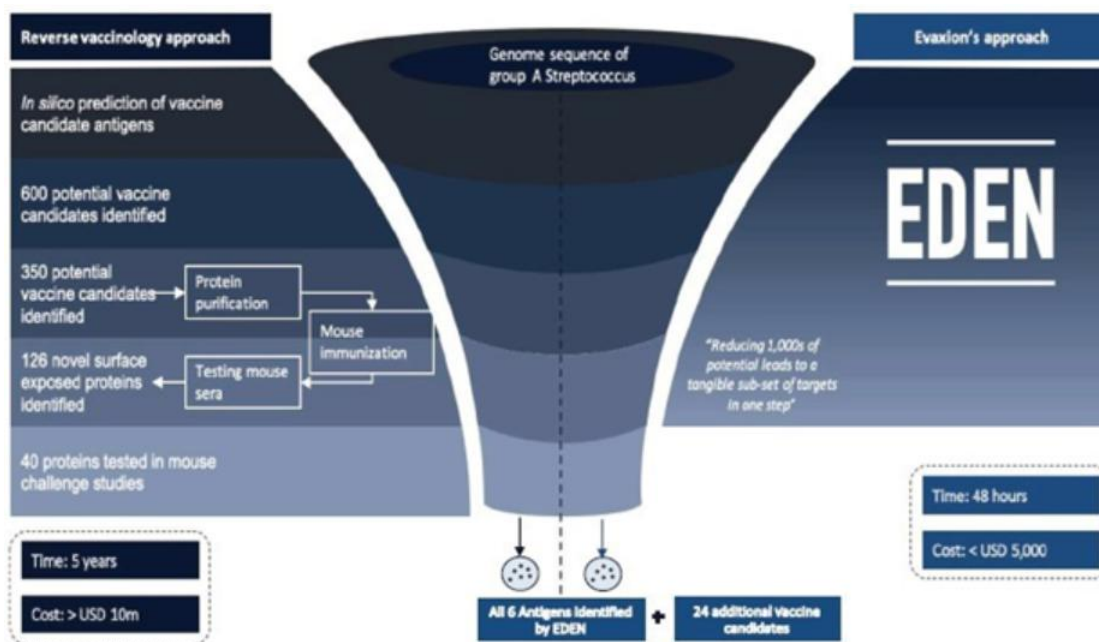 Reverse vaccinology approach
Genome sequence of
group A Streptococcus
Evaxion's approach
In silico prediction of vaccine
candidate antigens
600 potential vaccine
candidates identified
EDEN
350 potential
vaccine candidates
identified
Protein
purification
Mouse
immunization
126 novel surface
exposed proteins
identified
Testing mouse
sera
"Reducing 1,000s of
potential leads to a
tangible sub-set of targets
in one step"
40 proteins tested in mouse
challenge studies
Time: 5 years
Cost: > USD 10m
Time: 48 hours
Cost: < USD 5,000
All 6 Antigens identified
by EDEN
+
24 additional vaccine
candidates